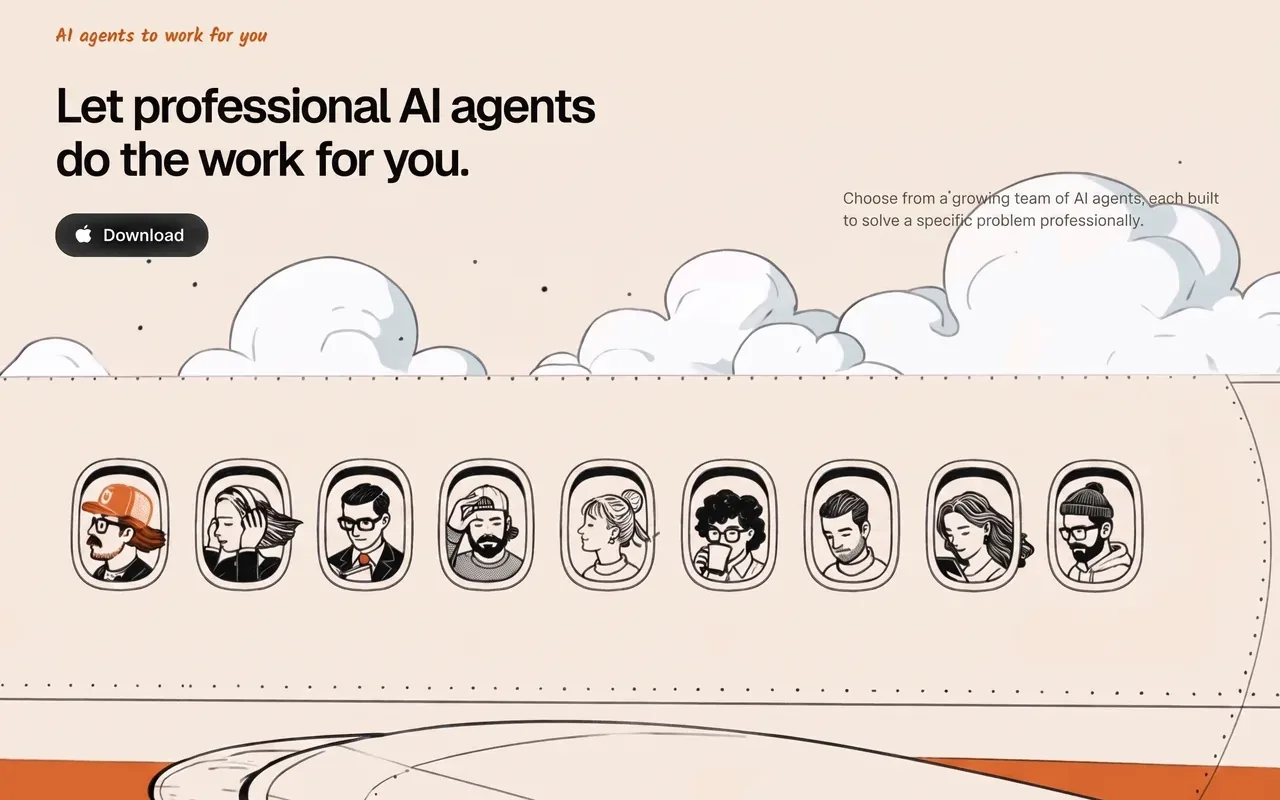 AI agents to work for you
Let professional AI agents
do the work for you.
Download
Choose from a growing team of AI agents, each built
to solve a specific problem professionally.